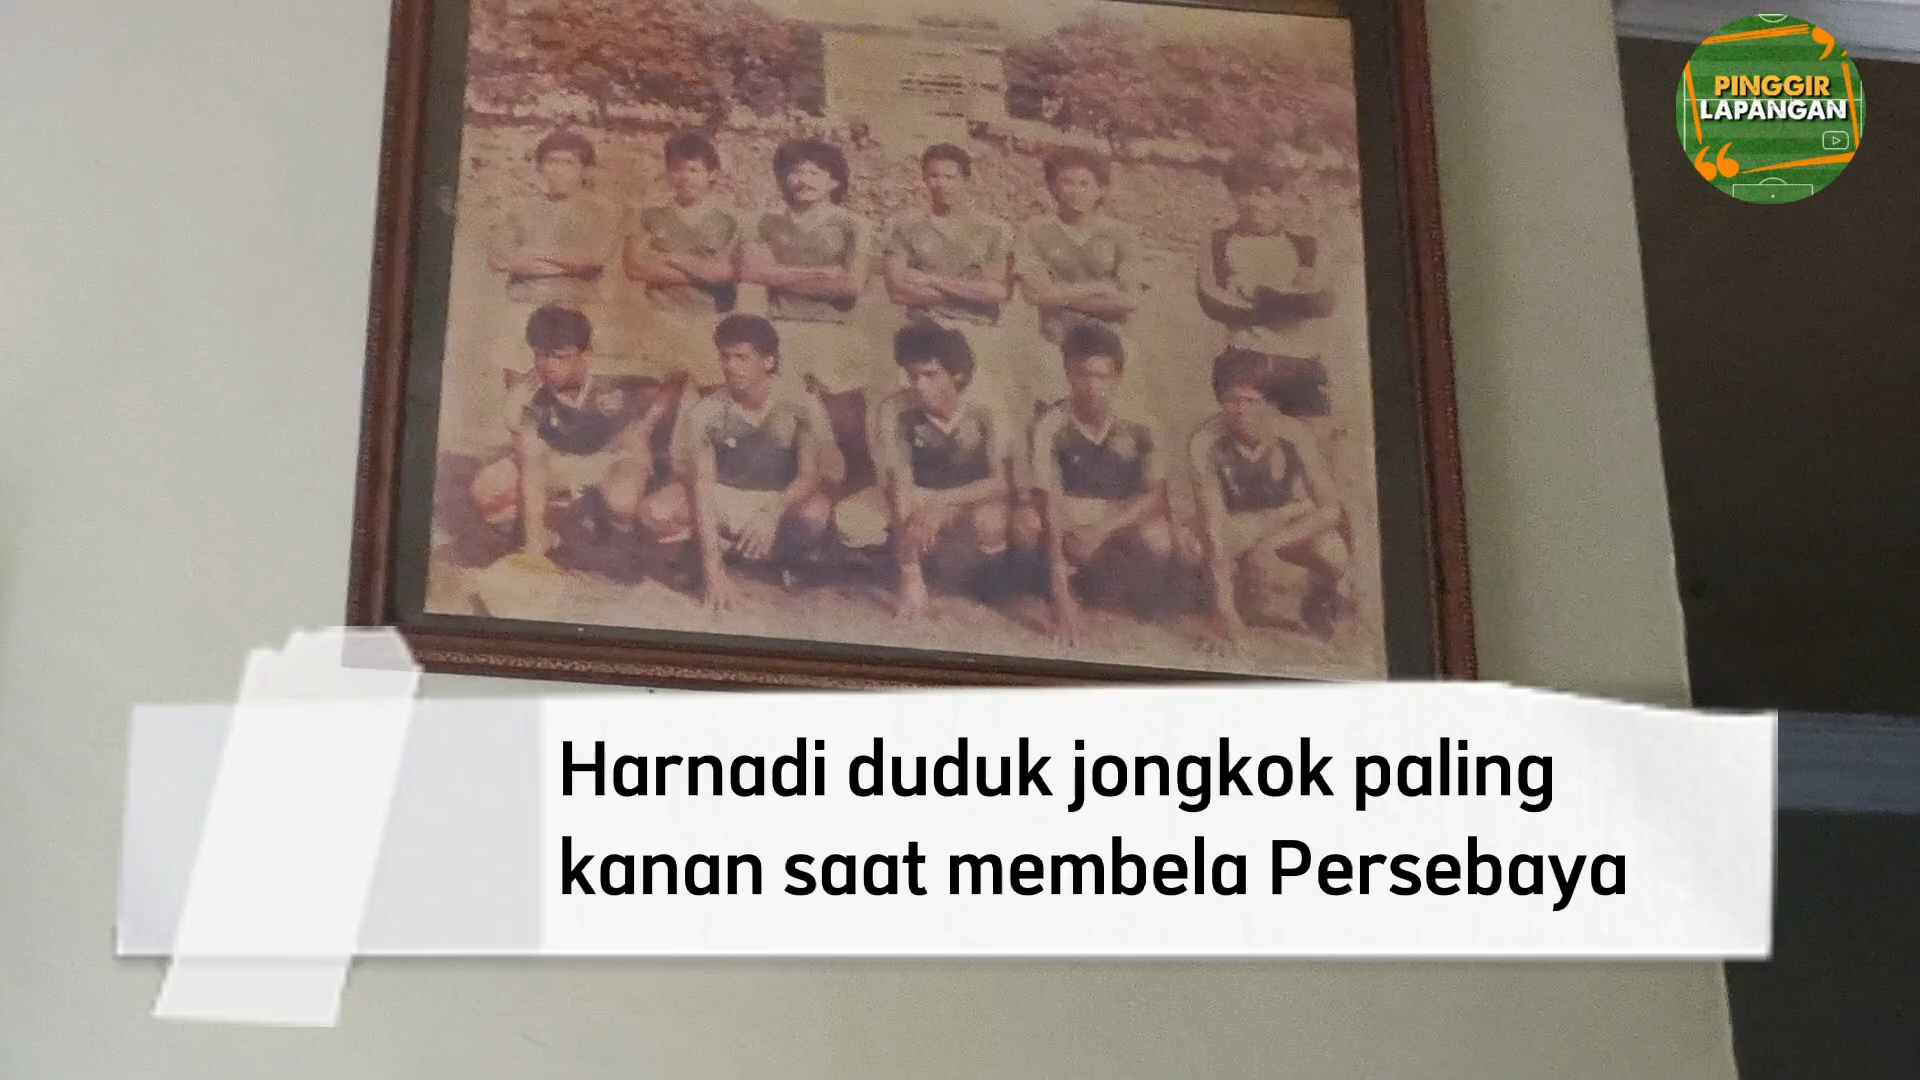 PINGGIR
LAPANGAN
Harnadi duduk jongkok paling
kanan saat membela Persebaya